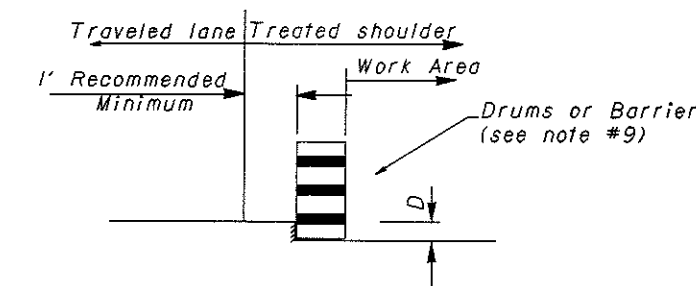 Traveled lane Treated shoulder
1' Recommended
Minimum
Work Area
Drums or Barrier
(see note #9)
D